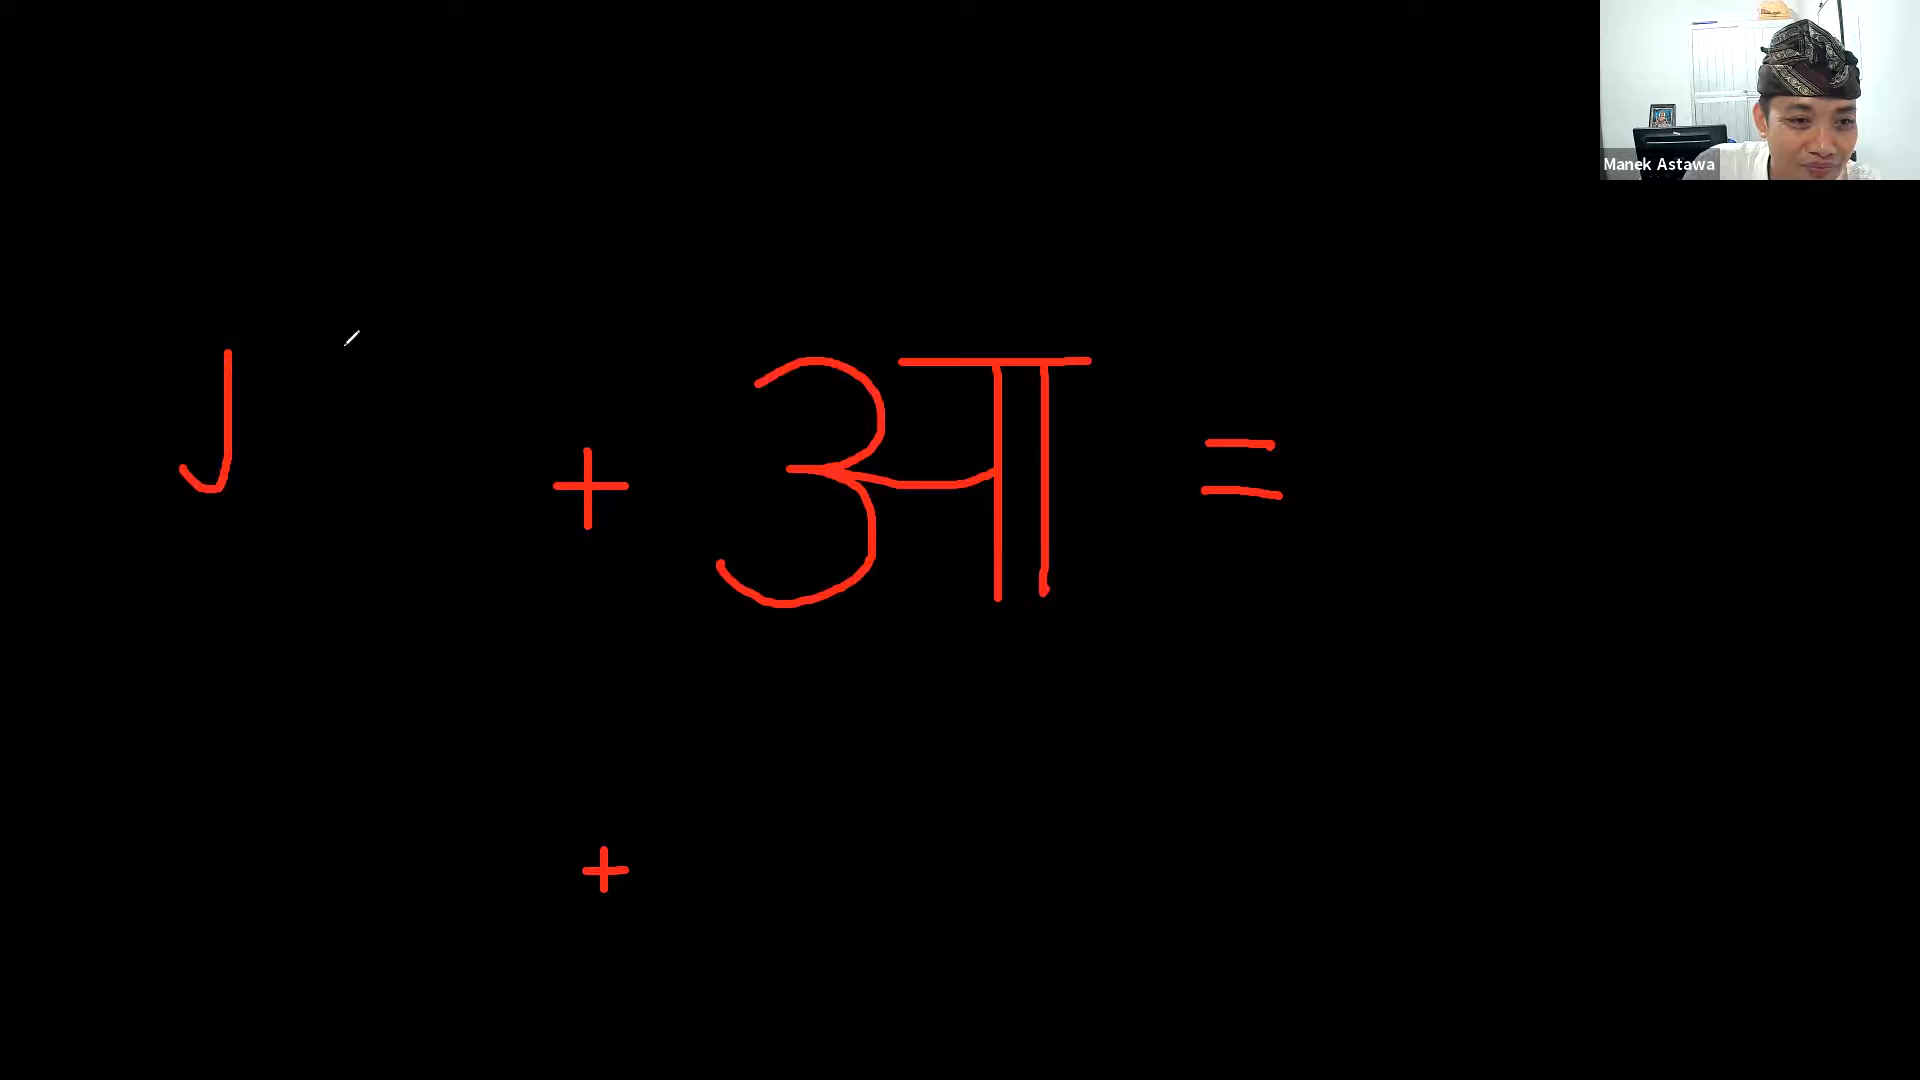 Manek Astawa
+ आ =
+